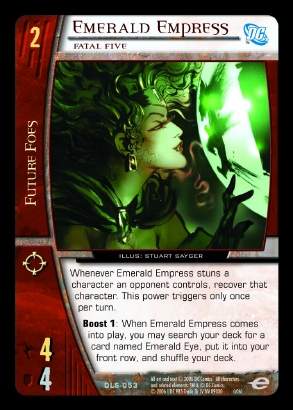 2
EMERALD EMPRESS
FATAL FIVE
DC
FUTURE FOES
ILLUS: STUART SAYGER
Whenever Emerald Empress stuns a
character an opponent controls, recover
that character. This power triggers only once
per turn.
Boost 1: When Emerald Empress comes
into play, you may search your deck for a
card named Emerald Eye, put it into your
front row, and shuffle your deck.
4
4
DLS-053